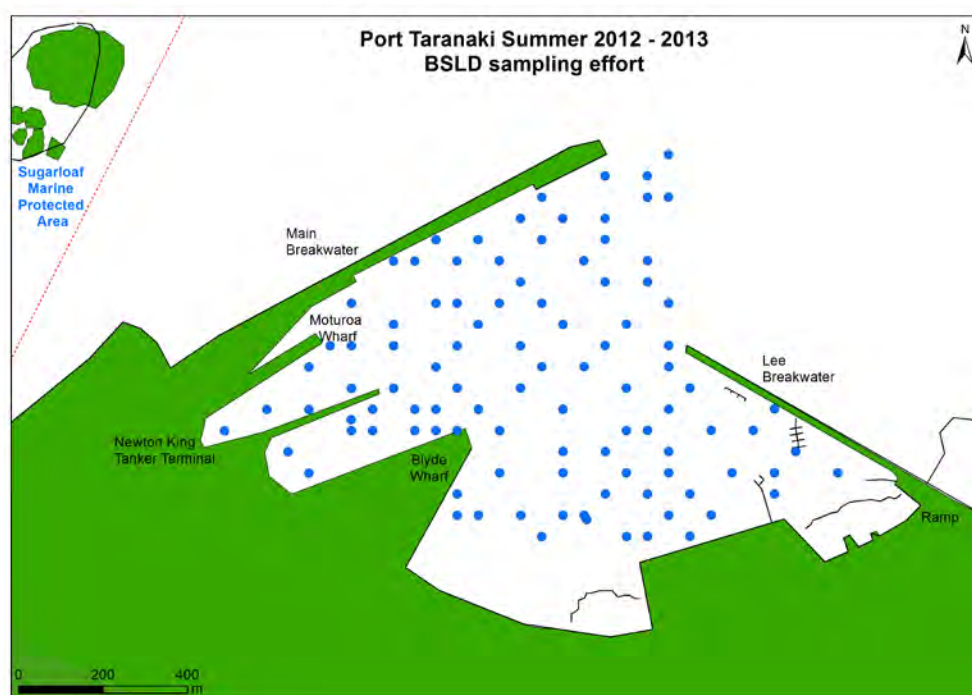 Port Taranaki Summer 2012 - 2013
BSLD sampling effort
N
Sugarloaf
Marine
Protected
Area
Main
Breakwater
Moturoa
Wharf
Lee
Breakwater
Newton King
Tanker Terminal
Blyde
Wharf
Ramp
0 200 400
m